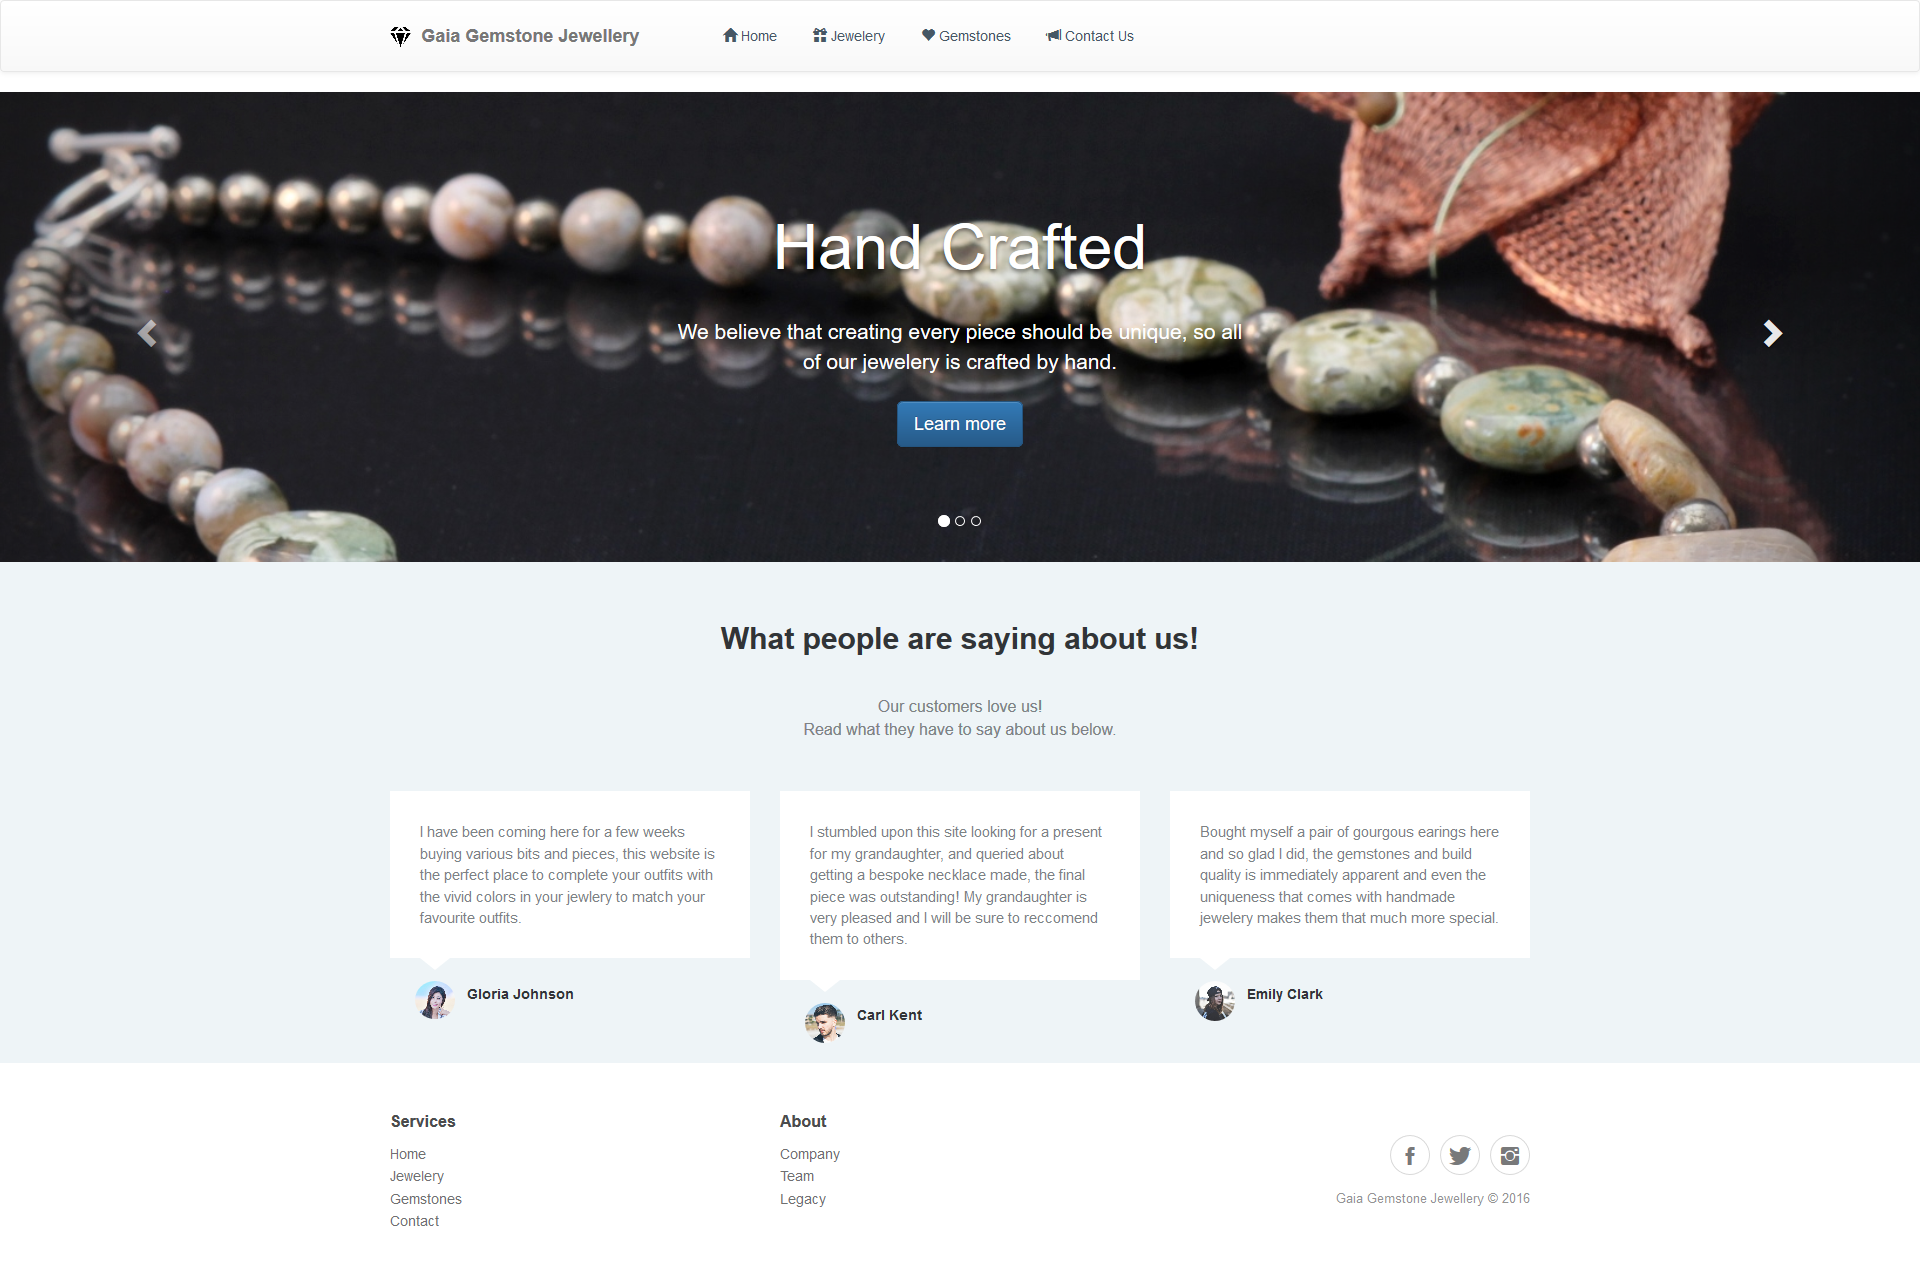 Gaia Gemstone Jewellery
Home
Jewelery
Gemstones
Contact Us
Hand Crafted
We believe that creating every piece should be unique, so all
of our jewelery is crafted by hand.
Learn more
What people are saying about us!
Our customers love us!
Read what they have to say about us below.
I have been coming here for a few weeks
buying various bits and pieces, this website is
the perfect place to complete your outfits with
the vivid colors in your jewlery to match your
favourite outfits.
Gloria Johnson
I stumbled upon this site looking for a present
for my grandaughter, and queried about
getting a bespoke necklace made, the final
piece was outstanding! My grandaughter is
very pleased and I will be sure to reccomend
them to others.
Carl Kent
Bought myself a pair of gourgous earings here
and so glad I did, the gemstones and build
quality is immediately apparent and even the
uniqueness that comes with handmade
jewelery makes them that much more special.
Emily Clark
Services
Home
Jewelery
Gemstones
Contact
About
Company
Team
Legacy
Gaia Gemstone Jewellery © 2016